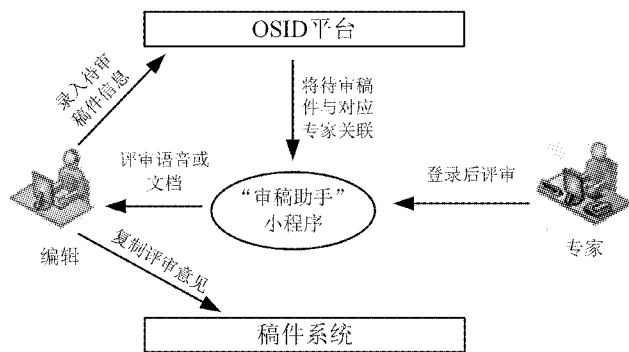 OSID平台
录入待审
稿件信息
将待审稿
件与对应
专家关联
评审语音或
文档
“审稿助手”
小程序
登录后评审
编辑
专家
复制评审意见
稿件系统